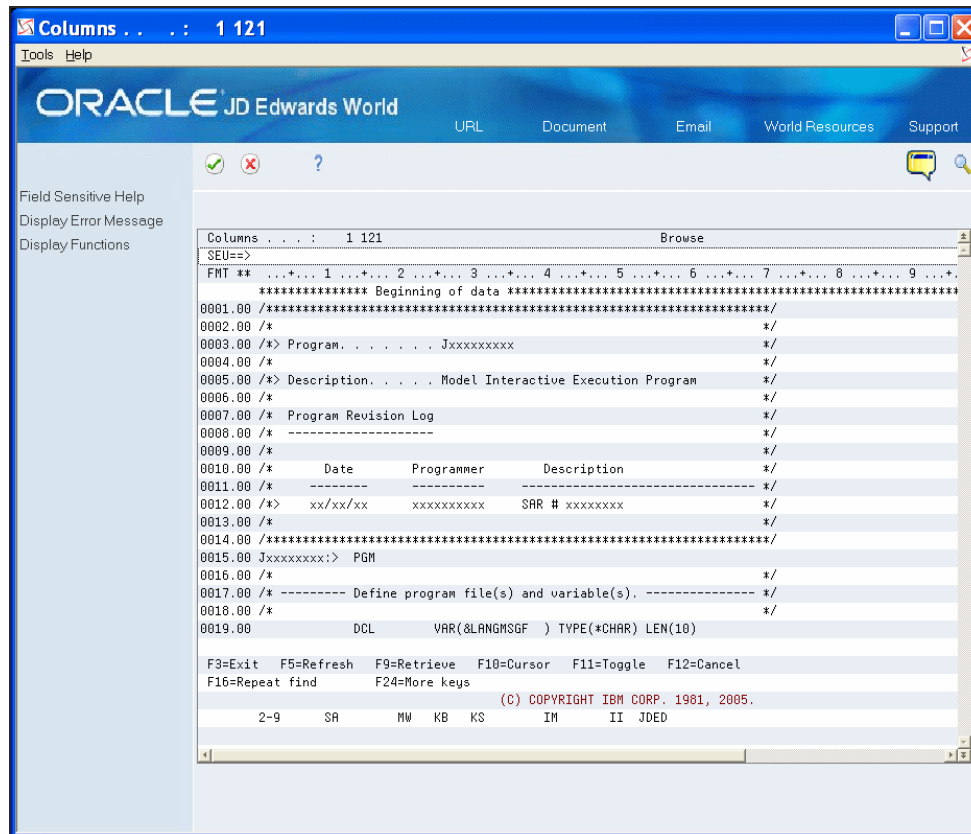 Columns . .   . :   1 121
Tools Help
ORACLE JD Edwards World
URL Document Email World Resources Support
?
Field Sensitive Help
Display Error Message
Display Functions
Columns . . . :    1 121                                  Browse
SEU==>
FMT **  ...+... 1 ...+... 2 ...+... 3 ...+... 4 ...+... 5 ...+... 6 ...+... 7 ...+... 8 ...+... 9 ...+.
*************** Beginning of data **************************************************************
0001.00 /*********************************************************************/
0002.00 /*                                                                   */
0003.00 /*> Program. . . . . . . Jxxxxxxxxx                                  */
0004.00 /*                                                                   */
0005.00 /*> Description. . . . . Model Interactive Execution Program         */
0006.00 /*                                                                   */
0007.00 /*  Program Revision Log                                             */
0008.00 /*  --------------------                                             */
0009.00 /*                                                                   */
0010.00 /*       Date        Programmer        Description                   */
0011.00 /*     --------      ----------     -------------------------------- */
0012.00 /*>    xx/xx/xx      xxxxxxxxxx     SAR # xxxxxxxx                   */
0013.00 /*                                                                   */
0014.00 /*********************************************************************/
0015.00 Jxxxxxxxx:>  PGM
0016.00 /*                                                                   */
0017.00 /* --------- Define program file(s) and variable(s). --------------- */
0018.00 /*                                                                   */
0019.00              DCL        VAR(&LANGMSGF  ) TYPE(*CHAR) LEN(10)
F3=Exit   F5=Refresh   F9=Retrieve   F10=Cursor   F11=Toggle   F12=Cancel
F16=Repeat find        F24=More keys
(C) COPYRIGHT IBM CORP. 1981, 2005.
2-9      SA        MW   KB   KS        IM       II  JDED